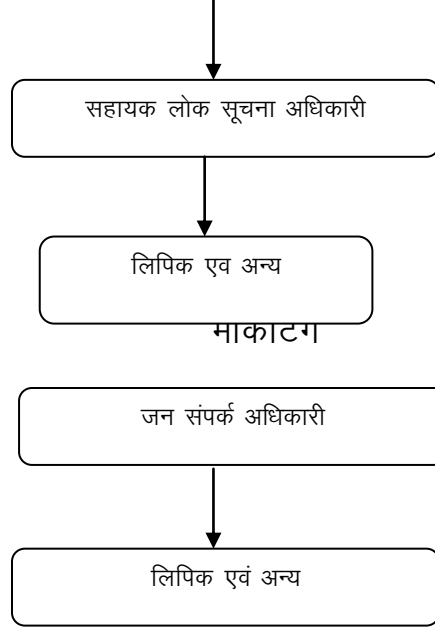 सहायक लोक सूचना अधिकारी
लिपिक एव अन्य
जन संपर्क अधिकारी
लिपिक एवं अन्य